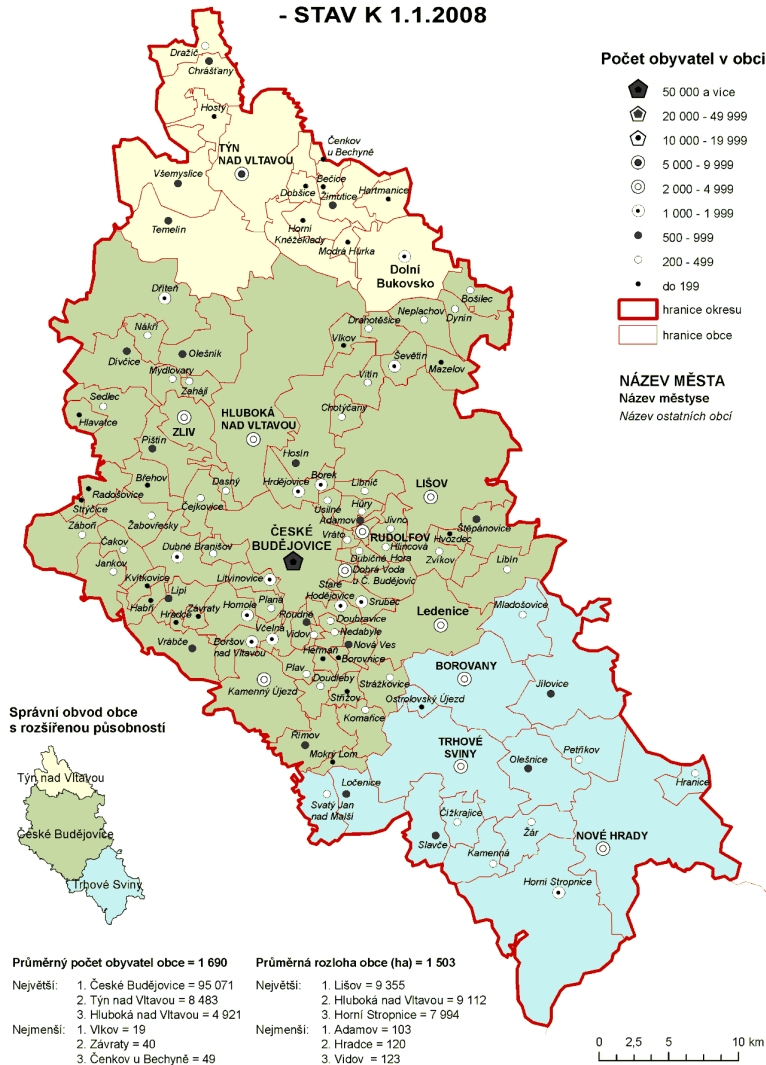 - STAV K 1.1.2008
Počet obyvatel v obci
50 000 a vice
20 000 - 49 999
10 000 - 19 999
5 000 - 9 999
2 000 - 4 999
1 000 - 1 999
500 - 999
200 - 499
do 199
hranice okresu
hranice obce
NÁZEV MĚSTA
Název městyse
Název ostatních obcí
Dražíč
Chrášťany
Hosty
TÝN
NAD VLTAVOU
Čenkov
u Bechyně
Všemyslice
Bečice
Dobšice
Žimutice
Hartmanice
Temelín
Horní
Kněžeklady
Modrá Hůrka
Dolní
Bukovsko
Dříteň
Bošilec
Neplachov
Dynín
Drahotěšice
Nákří
Vlkov
Olešník
Ševětín
Dívčice
Mazelov
Mydlovary
Vitín
Zahájí
Sedlec
Chotýčany
HLUBOKÁ
NAD VLTAVOU
Hlavatce
ZLIV
Pištín
Hosín
Břehov
Dasný
Hrdějovice
Borek
Libníč
LIŠOV
Radošovice
Strýčice
Čejkovice
Úsilné
Hůry
Záboří
Žabovřesky
Adamov
Jivno
Štěpánovice
ČESKÉ
BUDĚJOVICE
RUDOLFOV
Vráto
Hvozdec
Čakov
Hlincová
Hora
Dubné
Branišov
Dubičné
Zvíkov
Libín
Jankov
Dobrá Voda
u Č. Budějovic
Kvítkovice
Litvínovice
Staré
Hodějovice
Lipí
Habří
Planá
Srubec
Mladošovice
Hradce
Závraty
Homole
Roudné
Doubravice
Ledenice
Včelná
Vidov
Nedabyle
Vrábče
Boršov
nad Vltavou
Nová Ves
Heřmaň
Borovnice
Plav
BOROVANY
Kamenný Újezd
Doudleby
Strážkovice
Jílovice
Střížov
Ostrolovský Újezd
Komařice
Římov
TRHOVÉ
SVINY
Mokrý Lom
Petříkov
Olešnice
Ločenice
Hranice
Svatý Jan
nad Malší
Čížkrajice
Slavče
Žár
NOVÉ HRADY
Kamenná
Horní Stropnice
Správní obvod obce
s rozšířenou působností
Týn nad Vltavou
České Budějovice
Trhové Sviny
Průměrný počet obyvatel obce = 1 690
Největší: 1. České Budějovice = 95 071
2. Týn nad Vltavou = 8 483
3. Hluboká nad Vltavou = 4 921
Nejmenší: 1. Vlkov = 19
2. Závraty = 40
3. Čenkov u Bechyně = 49
Průměrná rozloha obce (ha) = 1 503
Největší: 1. Lišov = 9 355
2. Hluboká nad Vltavou = 9 112
3. Horní Stropnice = 7 994
Nejmenší: 1. Adamov = 103
2. Hradce = 120
3. Vidov = 123
0 2,5 5 10 km